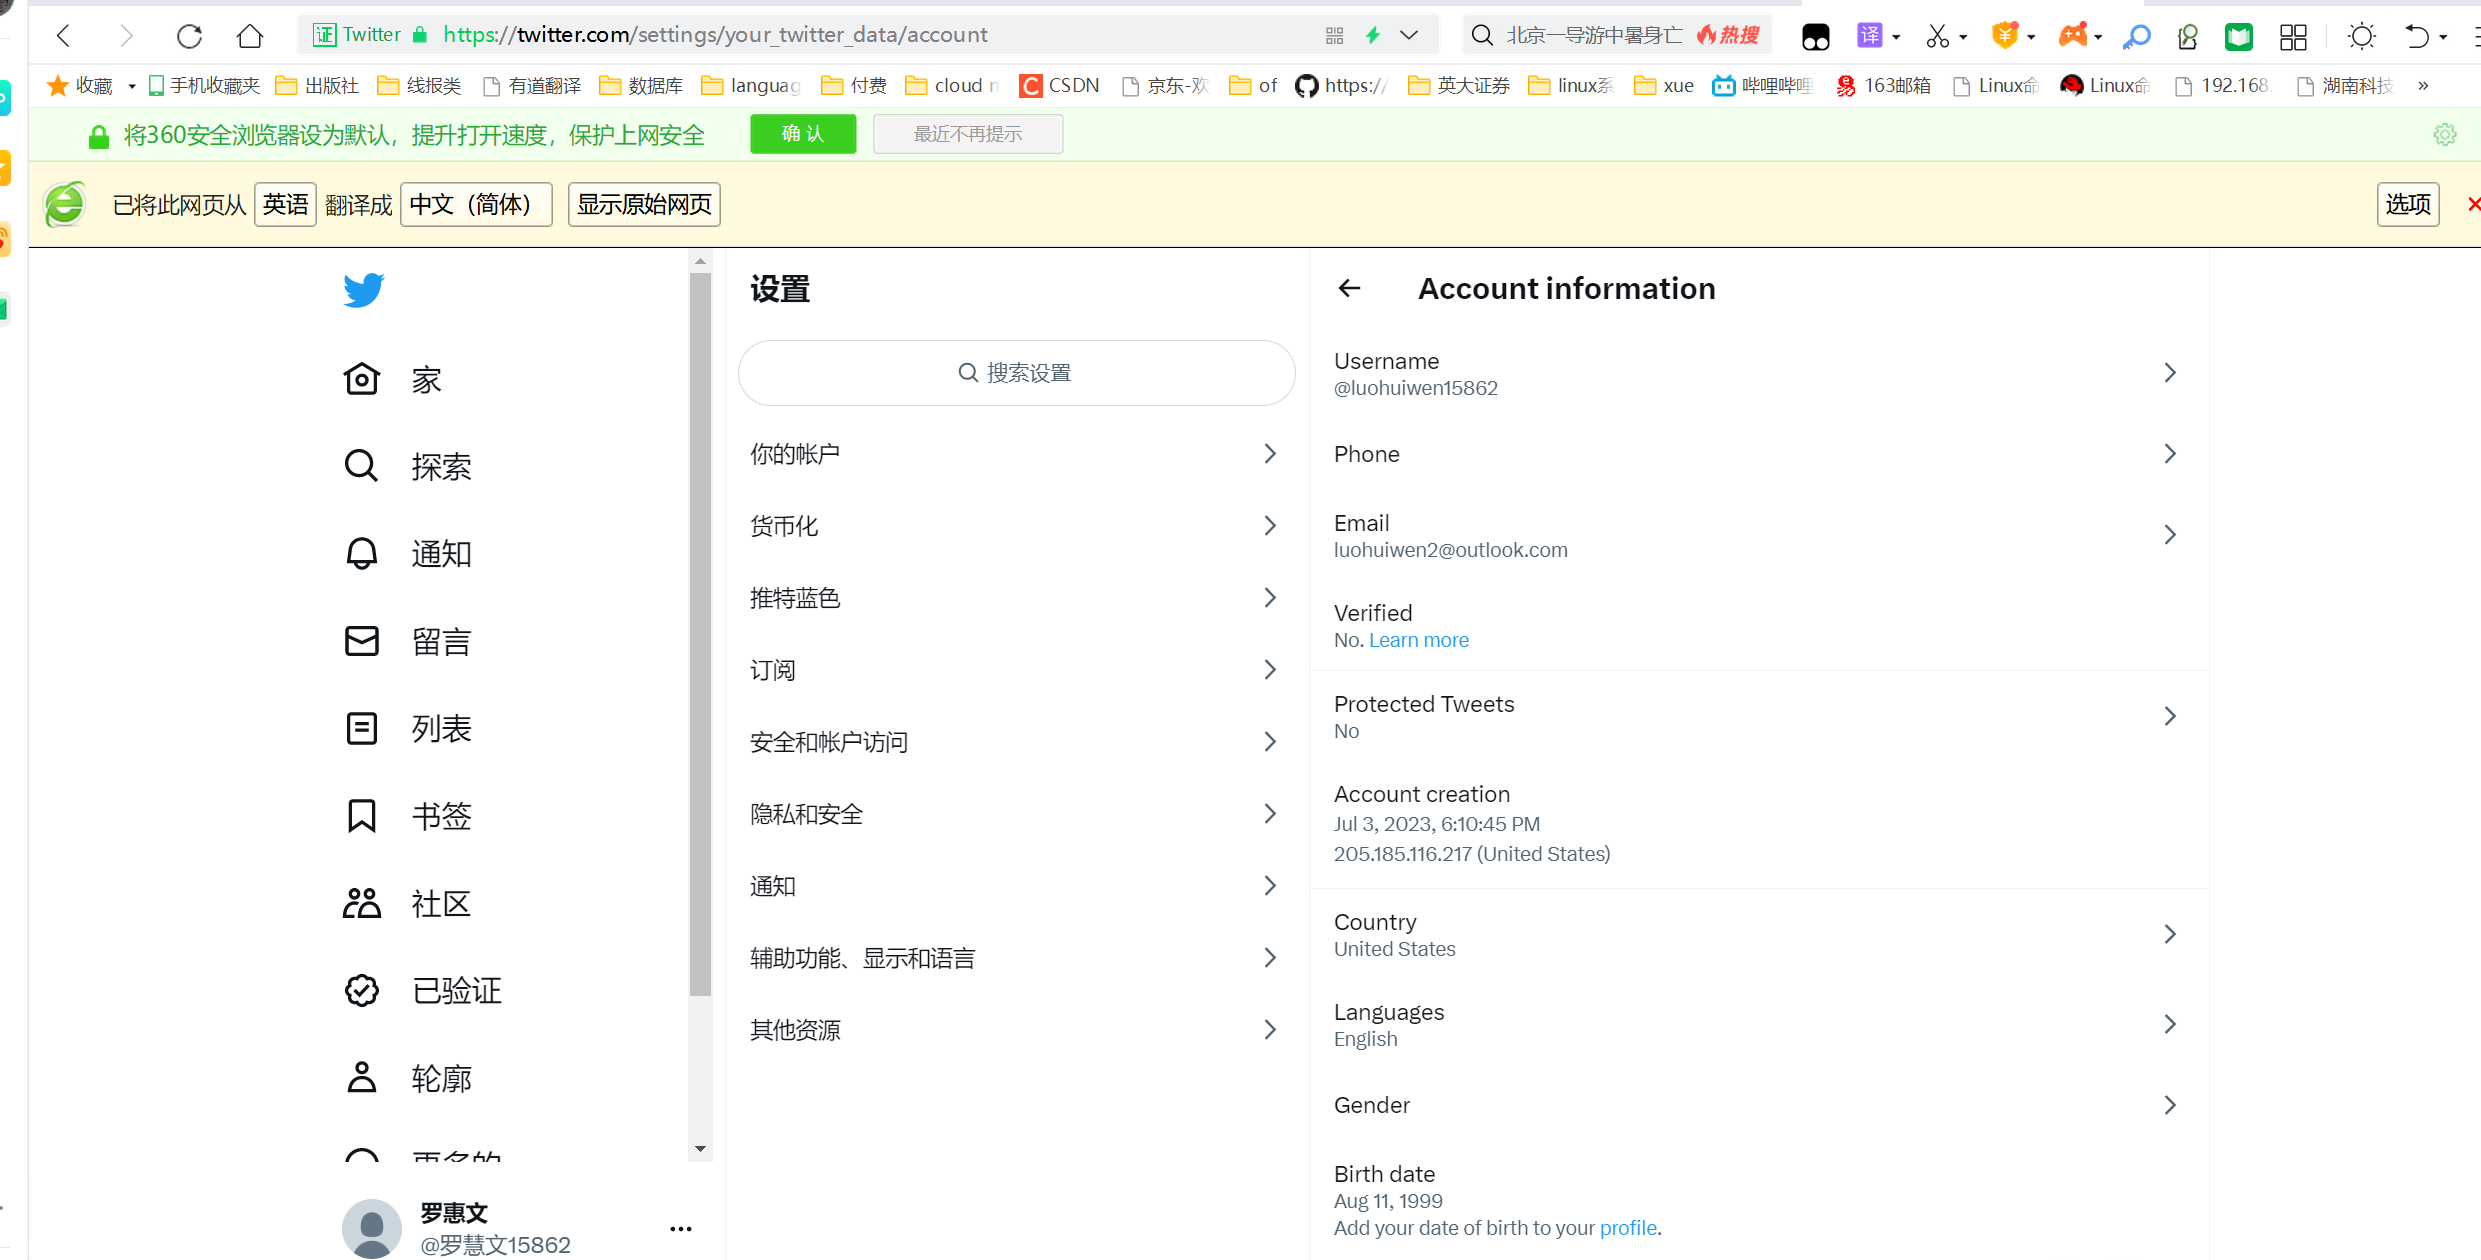 证 Twitter https://twitter.com/settings/your_twitter_data/account 北京一导游中暑身亡 热搜 译
收藏 手机收藏夹 出版社 线报类 有道翻译 数据库 languag 付费 cloud n CSDN 京东-欢 of https:/ 英大证券 linux系 xue 哔哩哔哩 163邮箱 Linux命 Linux命 192.168 湖南科技 »
将360安全浏览器设为默认，提升打开速度，保护上网安全 确 认 最近不再提示
已将此网页从 英语 翻译成 中文（简体） 显示原始网页 选项
家
探索
通知
留言
列表
书签
社区
已验证
轮廓
更多的
罗惠文
@罗慧文15862
设置
搜索设置
你的帐户
货币化
推特蓝色
订阅
安全和帐户访问
隐私和安全
通知
辅助功能、显示和语言
其他资源
Account information
Username
@luohuiwen15862
Phone
Email
luohuiwen2@outlook.com
Verified
No. Learn more
Protected Tweets
No
Account creation
Jul 3, 2023, 6:10:45 PM
205.185.116.217 (United States)
Country
United States
Languages
English
Gender
Birth date
Aug 11, 1999
Add your date of birth to your profile.